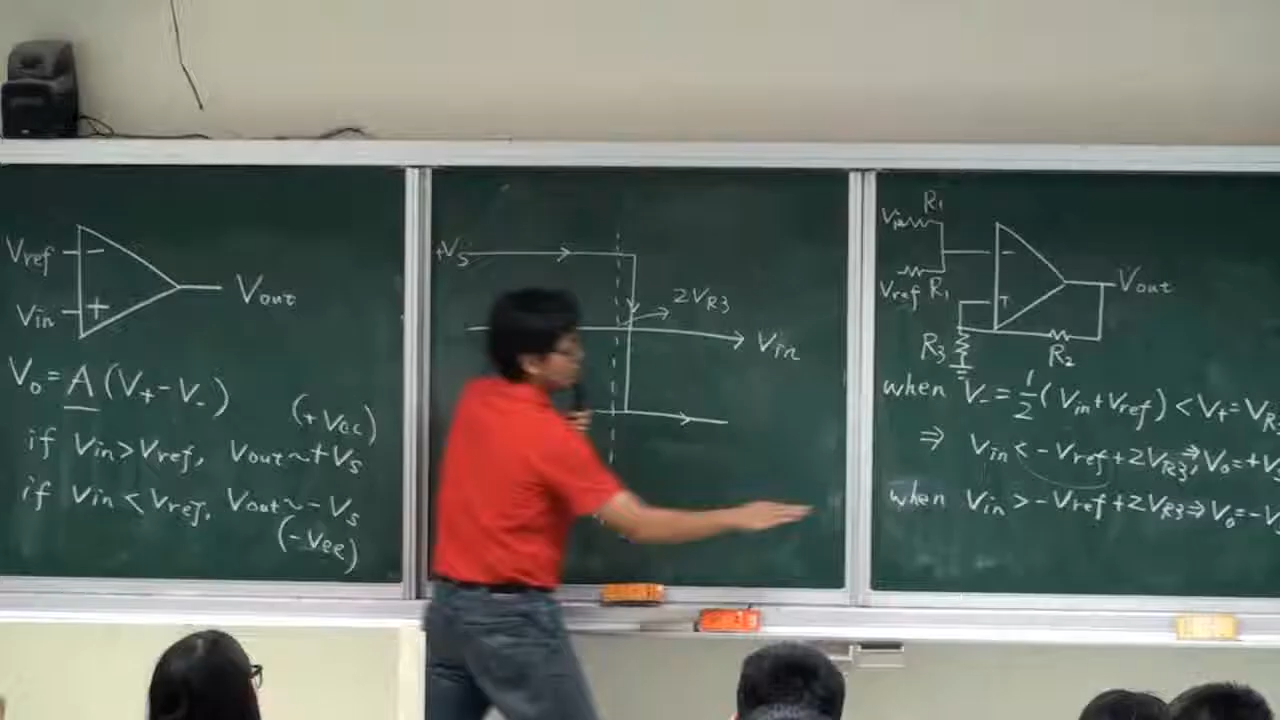 Vref
−
Vin
+
Vout
V₀ = A (V₊ − V₋)
(+Vcc)
if Vin > Vref, Vout ~ +Vs
if Vin < Vref, Vout ~ −Vs
(−Vee)
+Vs
2VR3
Vin
R₁
Vin
−
Vref R₁
+
Vout
R₃
R₂
when V₋ = 1/2 (Vin + Vref) < V₊ = VR3
⇒ Vin < −Vref + 2VR3 ⇒ V₀ = +V
when Vin > −Vref + 2VR3 ⇒ V₀ = −V